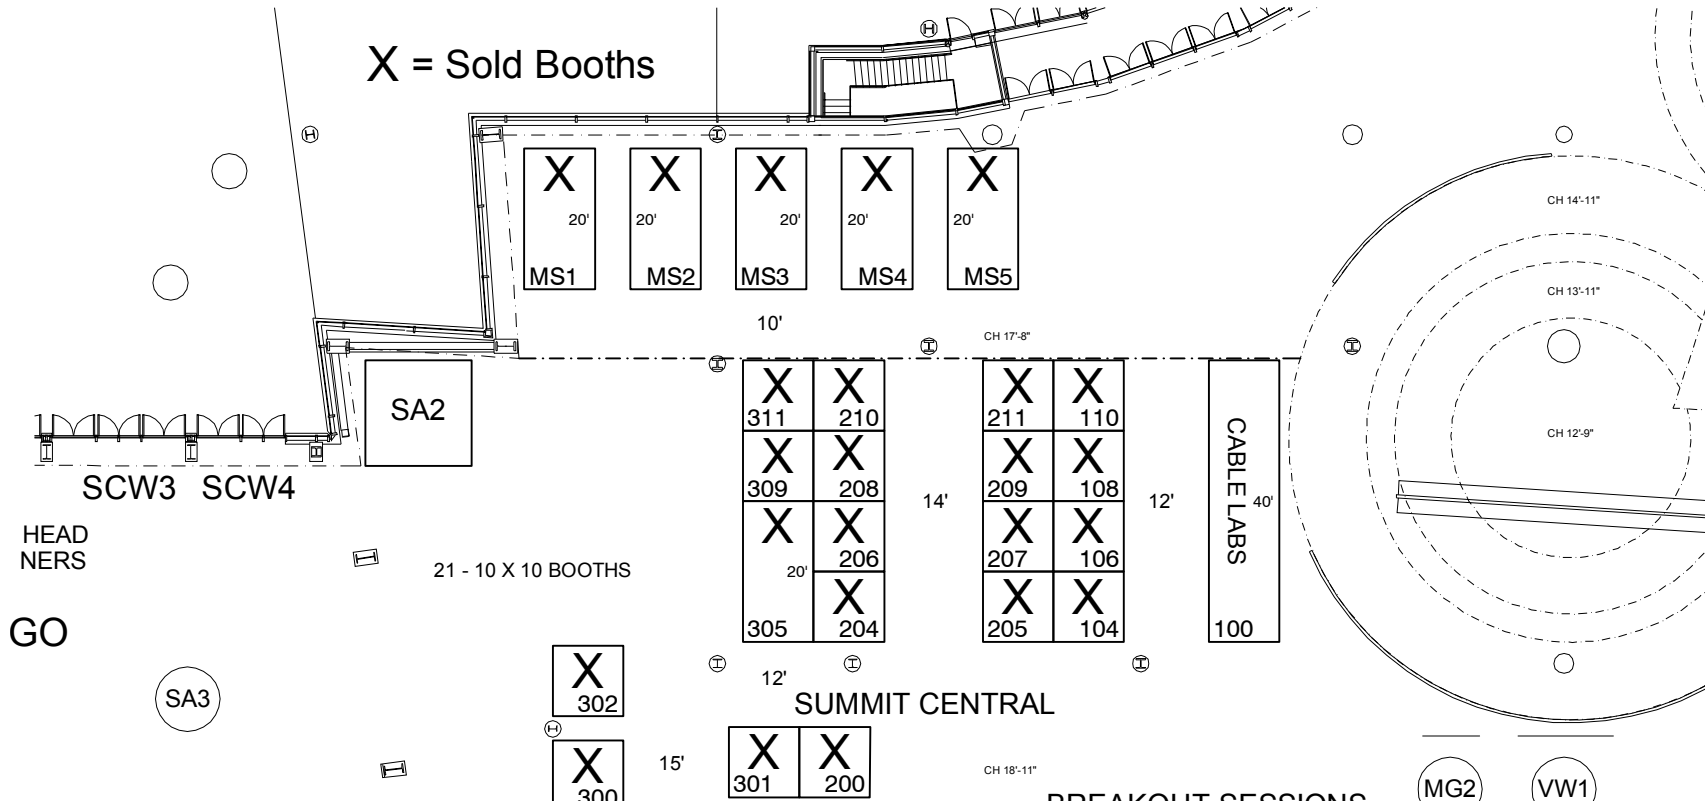 X = Sold Booths
X X X X X
20' 20' 20' 20' 20'
MS1 MS2 MS3 MS4 MS5
CH 14'-11"
CH 13'-11"
10'
CH 17'-8"
SA2
X X X X
311 210 211 110
CH 12'-9"
X X X X
309 208 209 108
SCW3 SCW4
14' 12' 40'
CABLE LABS
HEAD
NERS
X X X X
206 207 106
21 - 10 X 10 BOOTHS
20'
X X X
305 204 205 104 100
GO
X
302
12'
SA3
SUMMIT CENTRAL
X X X
15'
CH 18'-11"
300 301 200
MG2 VW1
BREAKOUT SESSIONS